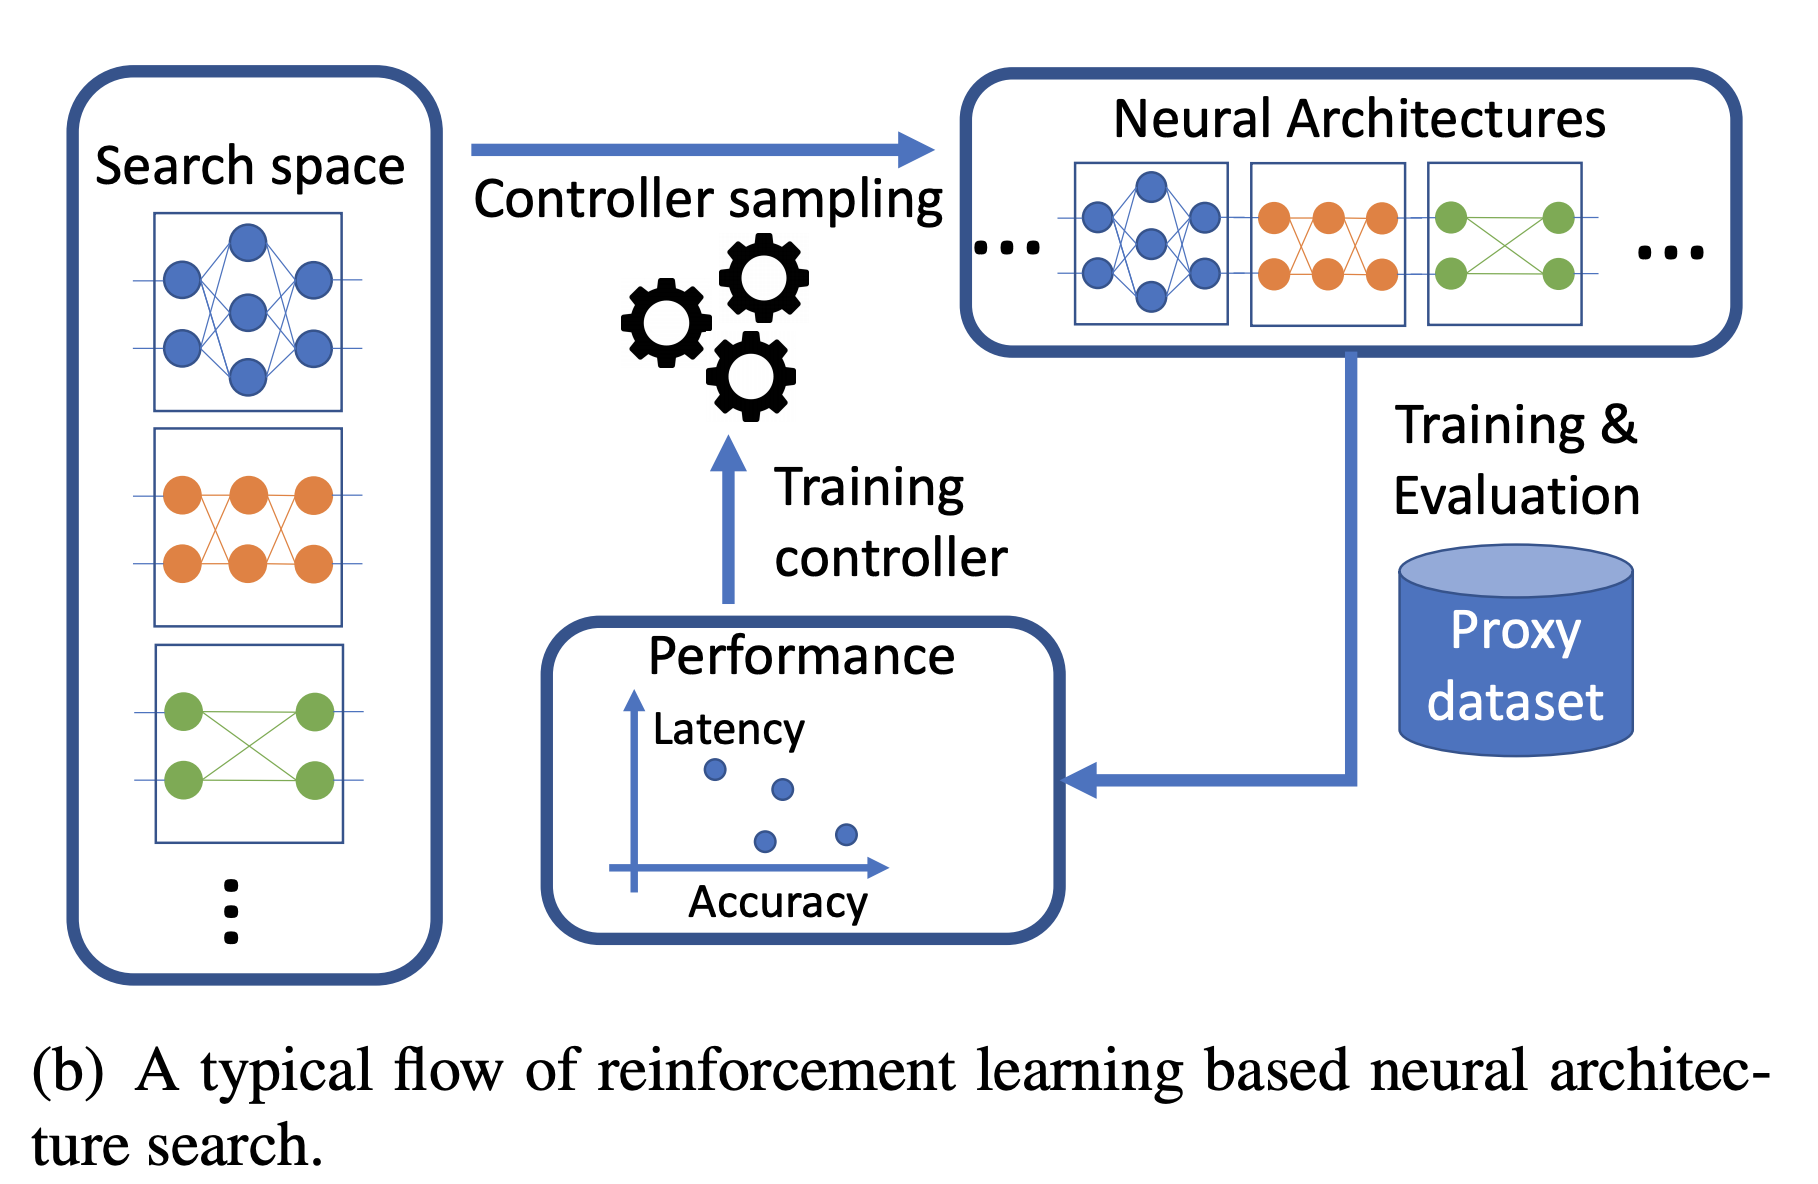 Search space
Controller sampling
Neural Architectures
Training &
Evaluation
Proxy
dataset
Training
controller
Performance
Latency
Accuracy
(b) A typical flow of reinforcement learning based neural architec-
ture search.